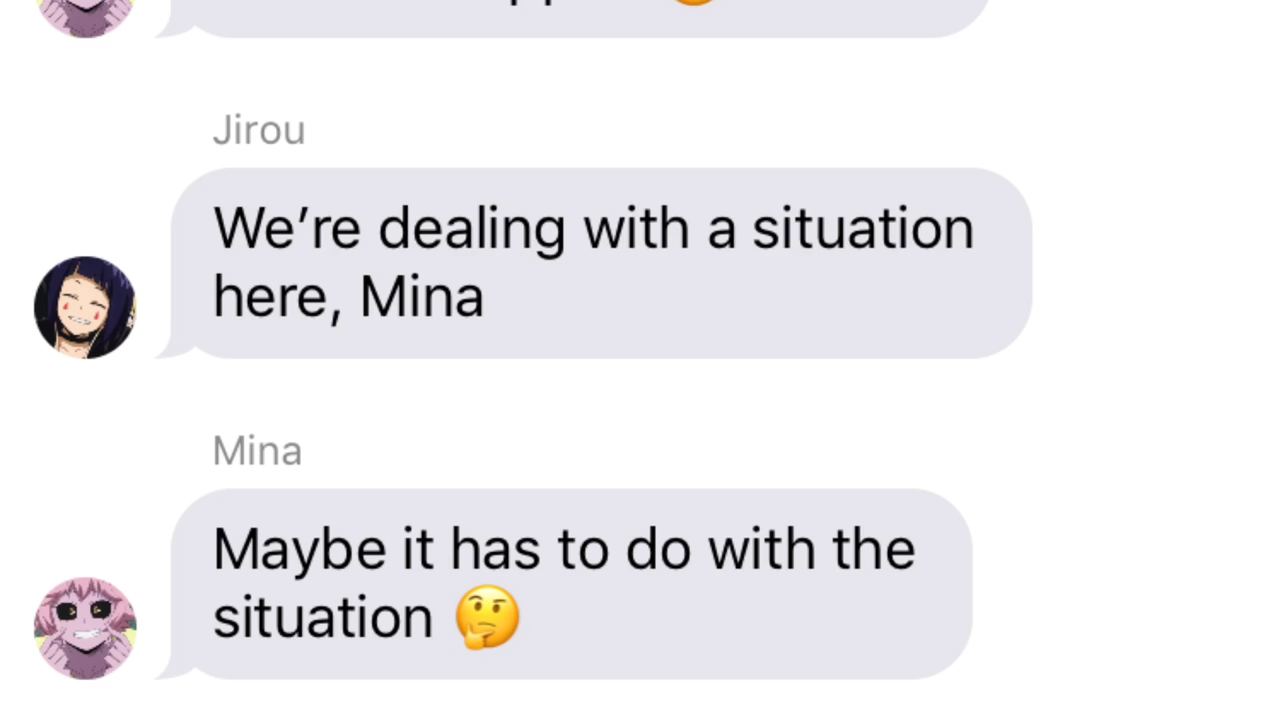 Jirou
We’re dealing with a situation
here, Mina
Mina
Maybe it has to do with the
situation 🤔